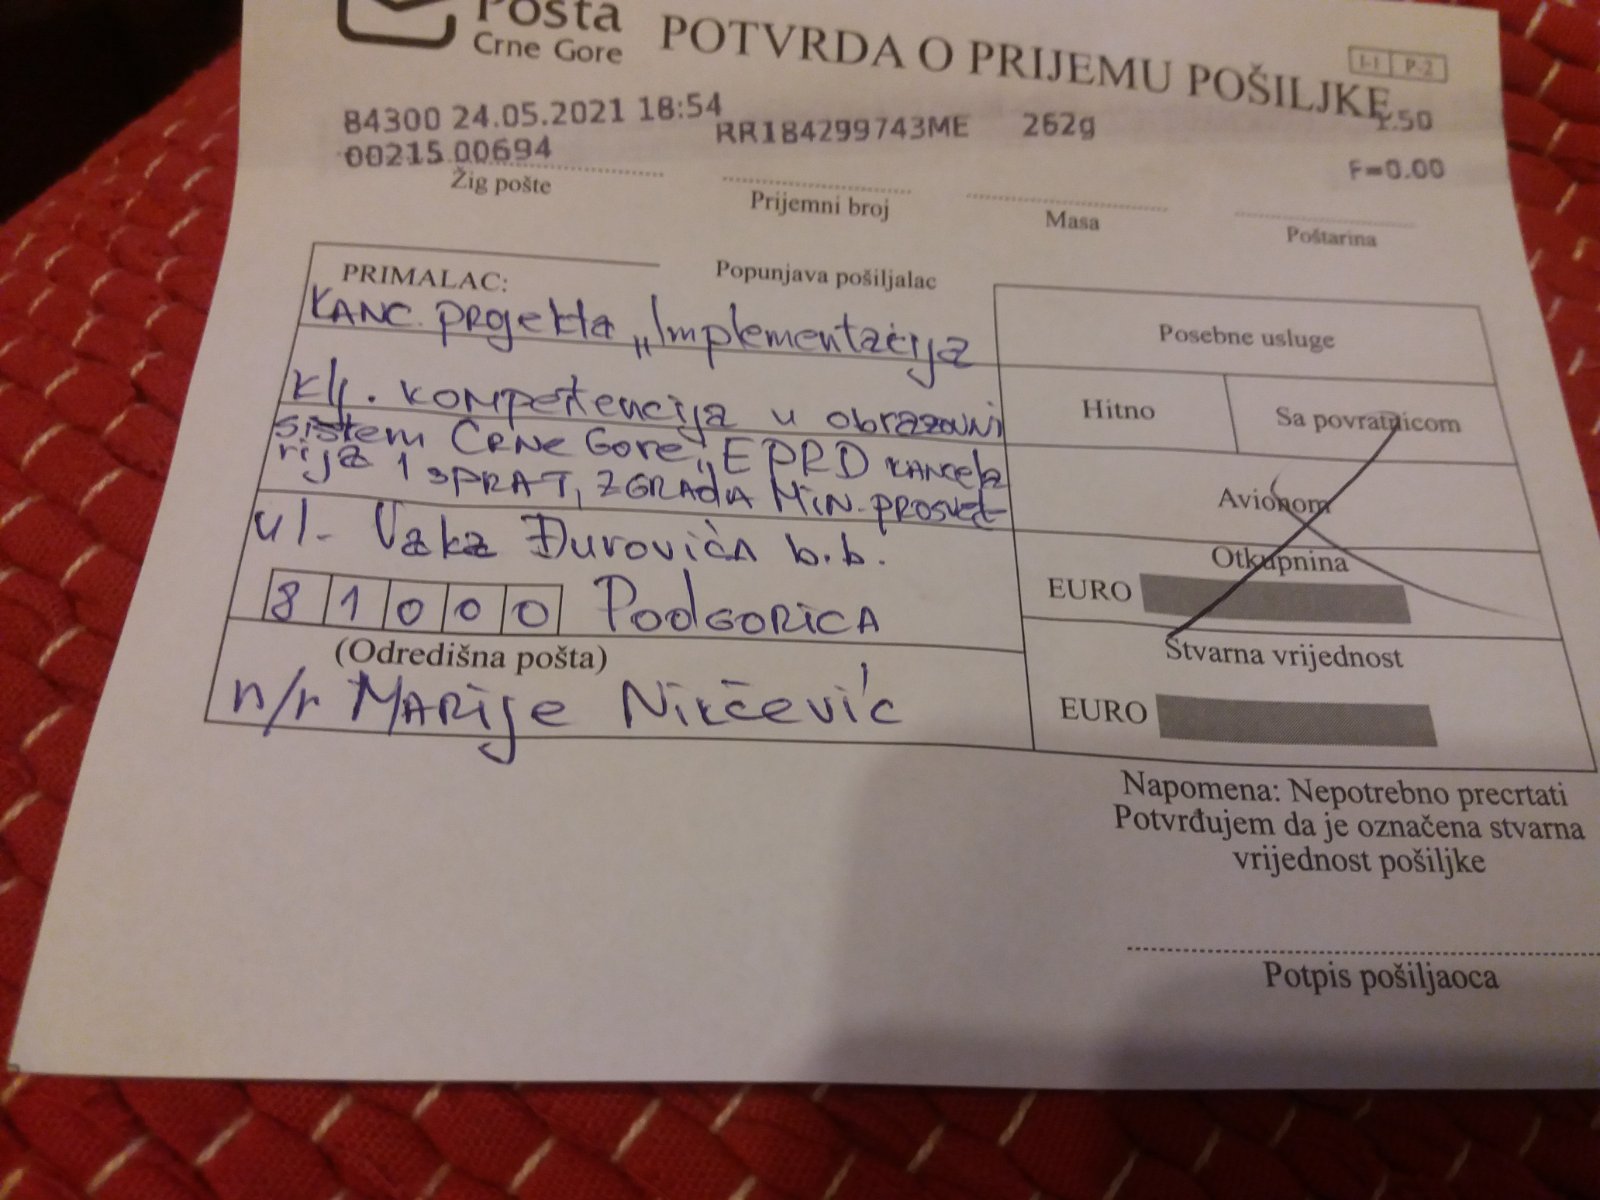 Pošta
Crne Gore
POTVRDA O PRIJEMU POŠILJKE
I-1 P-2
84300 24.05.2021 18:54
00215 00694
RR184299743ME
262g
1.50
F=0.00
Žig pošte
Prijemni broj
Masa
Poštarina
PRIMALAC:
Popunjava pošiljalac
KANC. projekta „Implementacija
klj. kompetencija u obrazovni
sistem Crne Gore„ EPRD kancela
rija 1 SPRAT, ZGRADA Min. prosvet
ul. Vaka Đurovića b.b.
81000 Podgorica
(Odredišna pošta)
n/r Marije Nikčević
Posebne usluge
Hitno
Sa povratnicom
Avionom
Otkupnina
EURO
Stvarna vrijednost
EURO
Napomena: Nepotrebno precrtati
Potvrđujem da je označena stvarna
vrijednost pošiljke
Potpis pošiljaoca